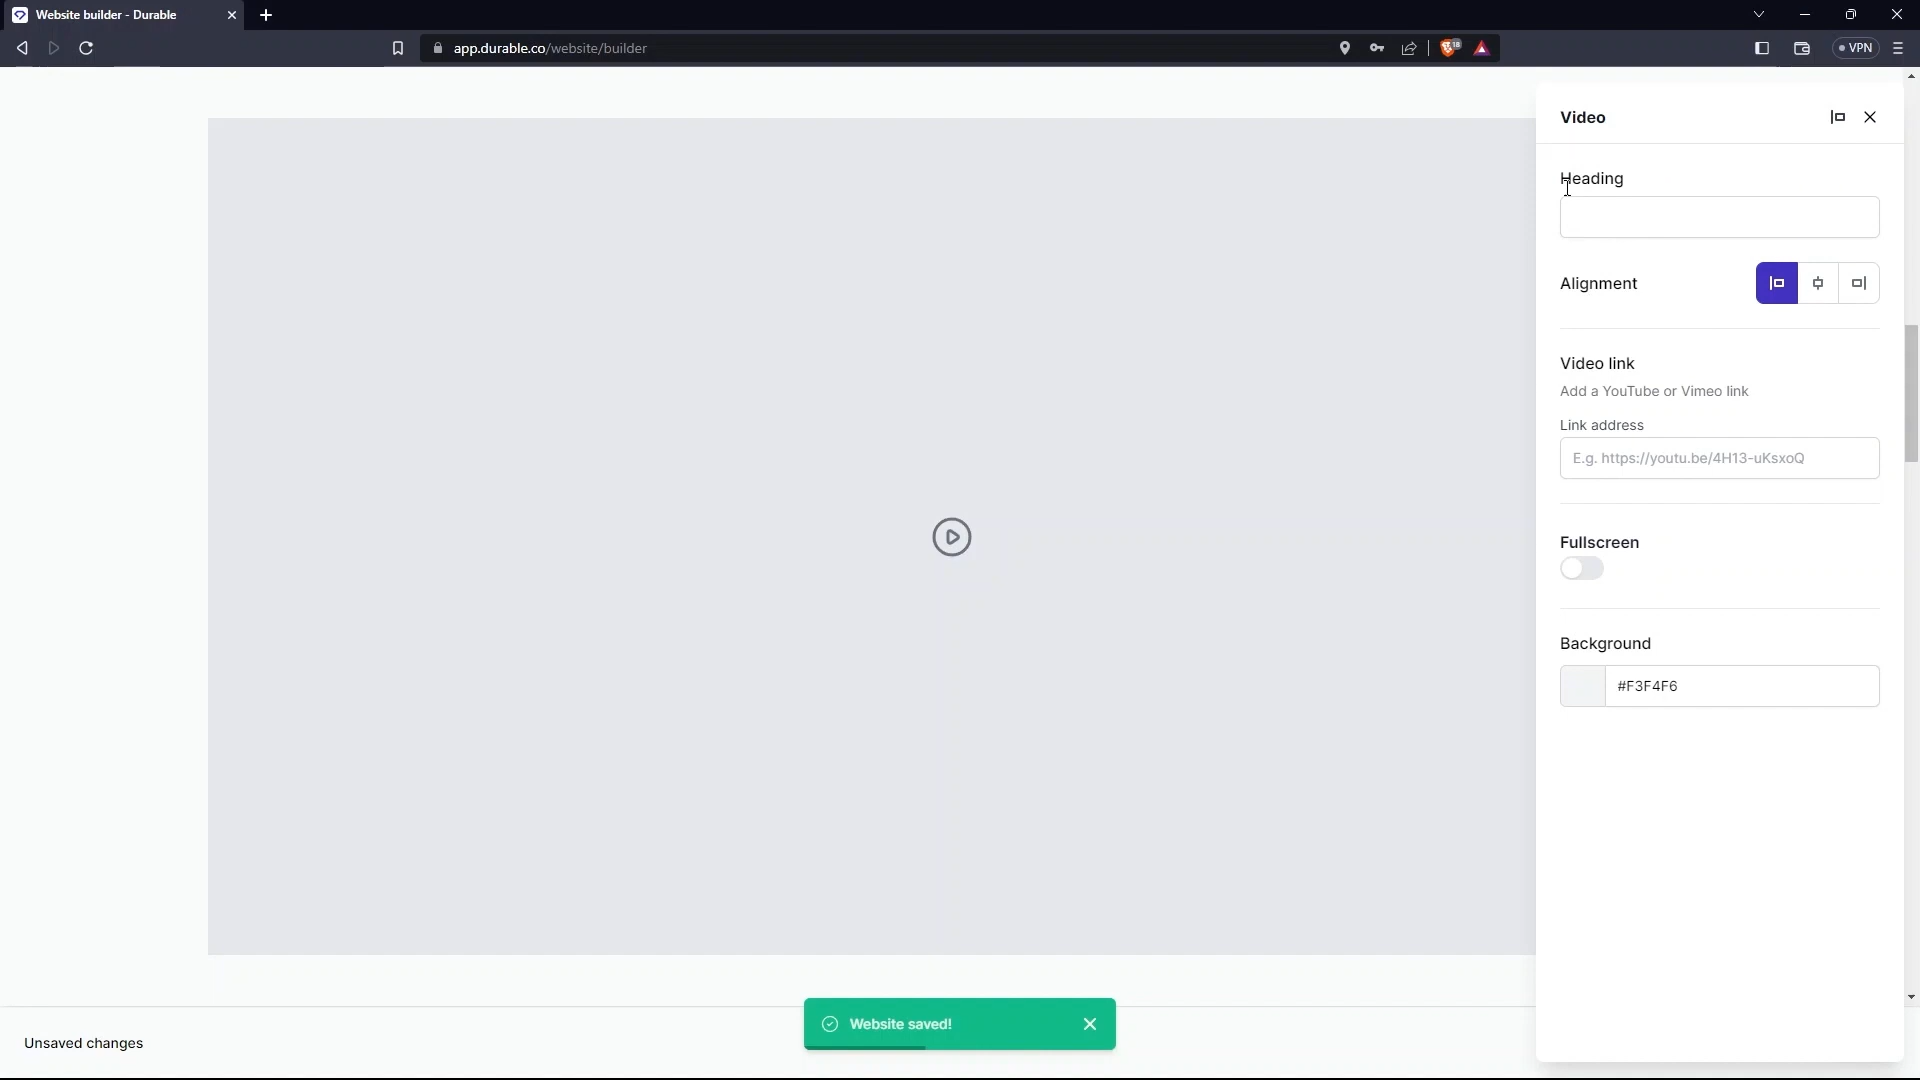 Website builder - Durable
app.durable.co/website/builder
18
VPN
Video
Heading
Alignment
Video link
Add a YouTube or Vimeo link
Link address
E.g. https://youtu.be/4H13-uKsxoQ
Fullscreen
Background
#F3F4F6
Website saved!
Unsaved changes